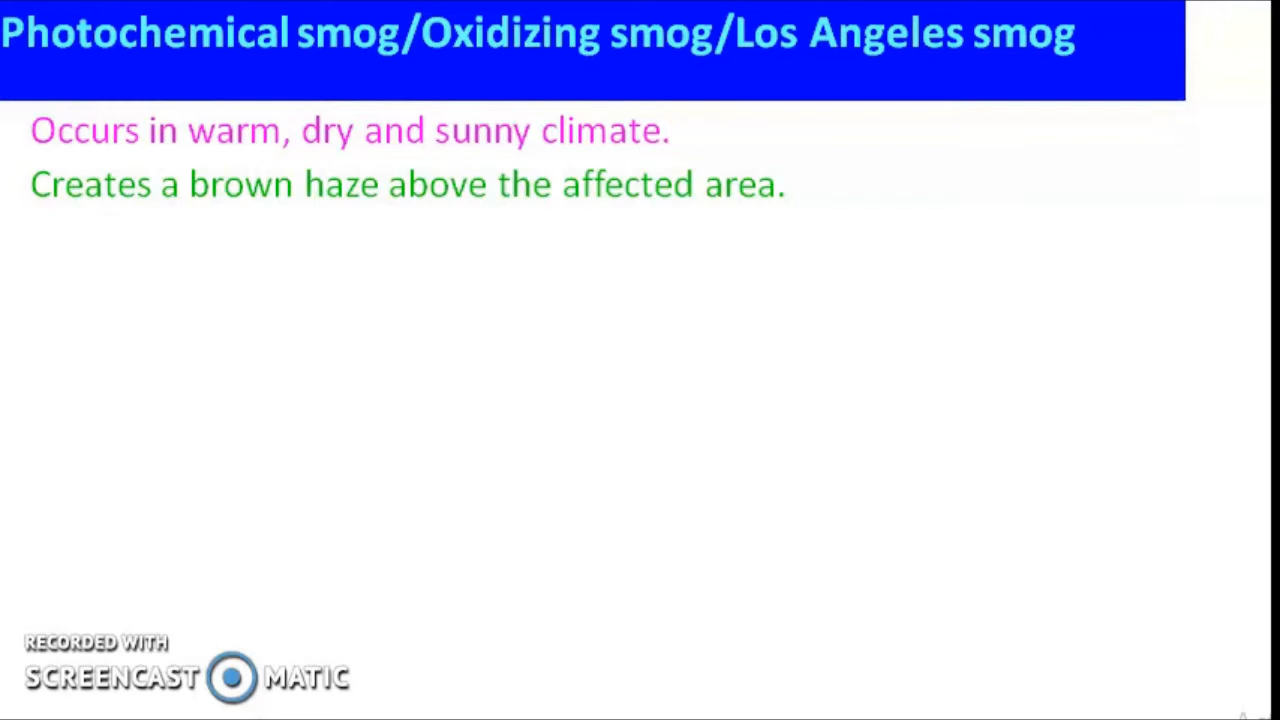 Photochemical smog/Oxidizing smog/Los Angeles smog
Occurs in warm, dry and sunny climate.
Creates a brown haze above the affected area.
RECORDED WITH
SCREENCAST MATIC